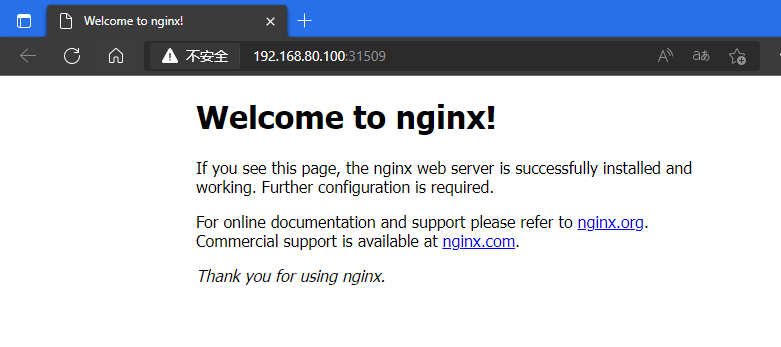 Welcome to nginx!
不安全
192.168.80.100:31509
Welcome to nginx!
If you see this page, the nginx web server is successfully installed and
working. Further configuration is required.
For online documentation and support please refer to nginx.org.
Commercial support is available at nginx.com.
Thank you for using nginx.